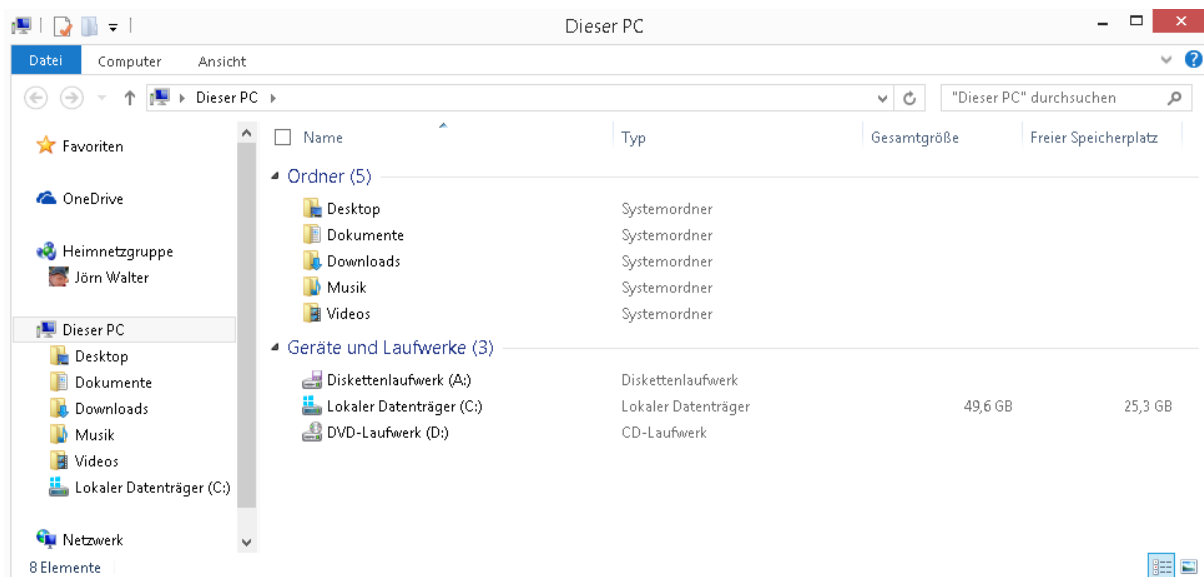 Dieser PC
Datei Computer Ansicht
Dieser PC "Dieser PC" durchsuchen
Name Typ Gesamtgröße Freier Speicherplatz
Favoriten
OneDrive
Heimnetzgruppe
Jörn Walter
Dieser PC
Desktop
Dokumente
Downloads
Musik
Videos
Lokaler Datenträger (C:)
Netzwerk
Ordner (5)
Desktop Systemordner
Dokumente Systemordner
Downloads Systemordner
Musik Systemordner
Videos Systemordner
Geräte und Laufwerke (3)
Diskettenlaufwerk (A:) Diskettenlaufwerk
Lokaler Datenträger (C:) Lokaler Datenträger 49,6 GB 25,3 GB
DVD-Laufwerk (D:) CD-Laufwerk
8 Elemente